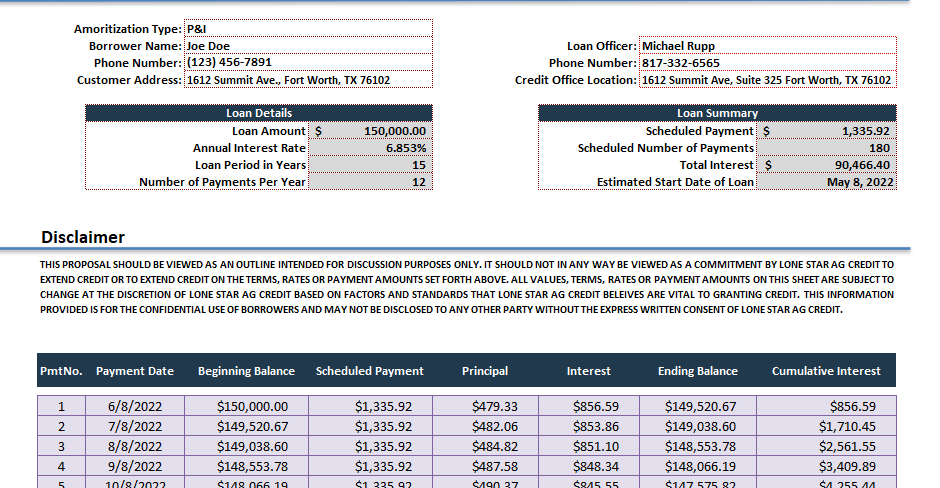 Amoritization Type: P&I
Borrower Name: Joe Doe
Phone Number: (123) 456-7891
Customer Address: 1612 Summit Ave., Fort Worth, TX 76102
Loan Officer: Michael Rupp
Phone Number: 817-332-6565
Credit Office Location: 1612 Summit Ave, Suite 325 Fort Worth, TX 76102
Loan Details
Loan Amount $ 150,000.00
Annual Interest Rate 6.853%
Loan Period in Years 15
Number of Payments Per Year 12
Loan Summary
Scheduled Payment $ 1,335.92
Scheduled Number of Payments 180
Total Interest $ 90,466.40
Estimated Start Date of Loan May 8, 2022
Disclaimer
THIS PROPOSAL SHOULD BE VIEWED AS AN OUTLINE INTENDED FOR DISCUSSION PURPOSES ONLY. IT SHOULD NOT IN ANY WAY BE VIEWED AS A COMMITMENT BY LONE STAR AG CREDIT TO
EXTEND CREDIT OR TO EXTEND CREDIT ON THE TERMS, RATES OR PAYMENT AMOUNTS SET FORTH ABOVE. ALL VALUES, TERMS, RATES OR PAYMENT AMOUNTS ON THIS SHEET ARE SUBJECT TO
CHANGE AT THE DISCRETION OF LONE STAR AG CREDIT BASED ON FACTORS AND STANDARDS THAT LONE STAR AG CREDIT BELEIVES ARE VITAL TO GRANTING CREDIT. THIS INFORMATION
PROVIDED IS FOR THE CONFIDENTIAL USE OF BORROWERS AND MAY NOT BE DISCLOSED TO ANY OTHER PARTY WITHOUT THE EXPRESS WRITTEN CONSENT OF LONE STAR AG CREDIT.
PmtNo. Payment Date Beginning Balance Scheduled Payment Principal Interest Ending Balance Cumulative Interest
1 6/8/2022 $150,000.00 $1,335.92 $479.33 $856.59 $149,520.67 $856.59
2 7/8/2022 $149,520.67 $1,335.92 $482.06 $853.86 $149,038.60 $1,710.45
3 8/8/2022 $149,038.60 $1,335.92 $484.82 $851.10 $148,553.78 $2,561.55
4 9/8/2022 $148,553.78 $1,335.92 $487.58 $848.34 $148,066.19 $3,409.89
5 10/8/2022 $148,066.19 $1,335.92 $490.37 $845.55 $147,575.82 $4,255.44